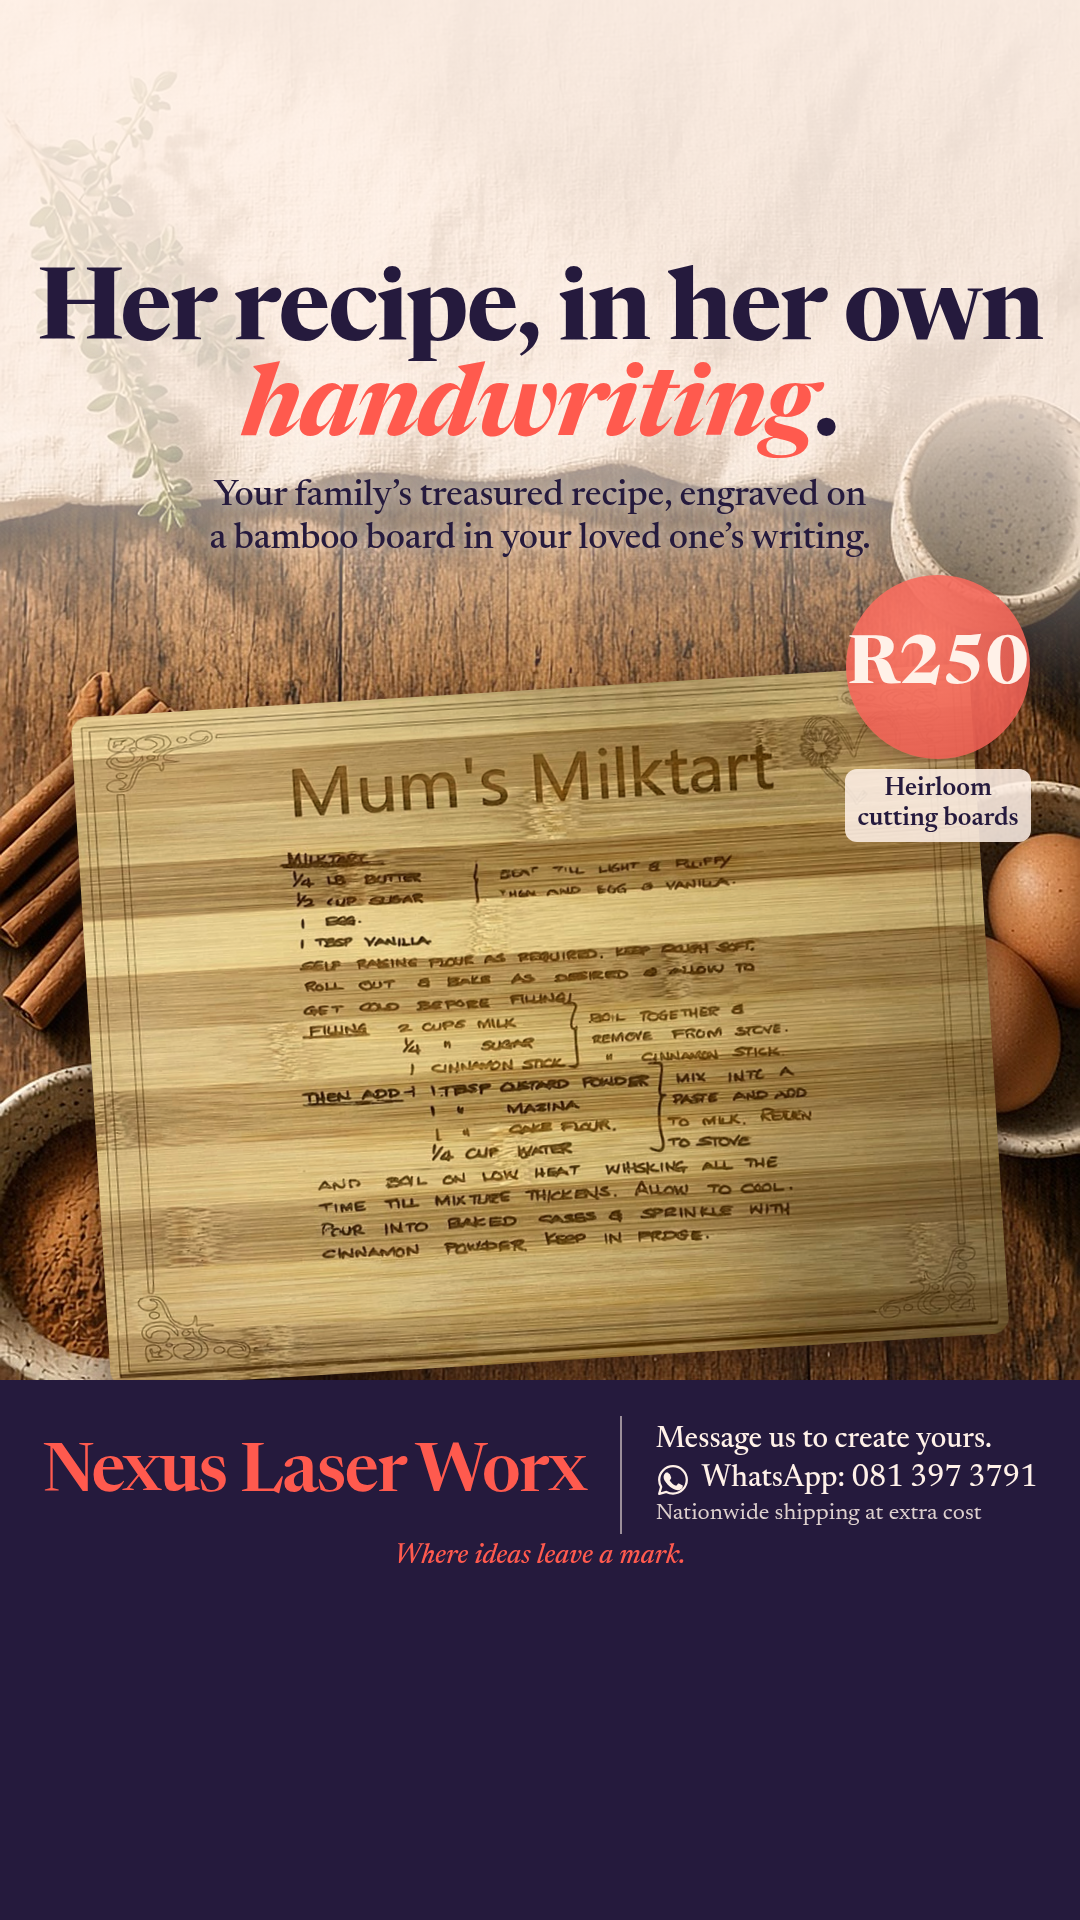 Her recipe, in her own
handwriting.
Your family's treasured recipe, engraved on
a bamboo board in your loved one's writing.
R250
Heirloom
cutting boards
Mum's Milktart
MILKTART
1/4 LB BUTTER
1/2 CUP SUGAR
1 EGG.
1 TBSP VANILLA
BEAT TILL LIGHT & FLUFFY
THEN AND EGG & VANILLA.
SELF RAISING FLOUR AS REQUIRED. KEEP DOUGH SOFT.
ROLL OUT & BAKE AS DESIRED & ALLOW TO
GET COLD BEFORE FILLING
FILLING 2 CUPS MILK
1/4 " SUGAR
1 CINNAMON STICK
BOIL TOGETHER &
REMOVE FROM STOVE.
" CINNAMON STICK.
THEN ADD 1 TBSP CUSTARD POWDER
1 " MAZINA
1 " CAKE FLOUR.
1/4 CUP WATER
MIX INTO A
PASTE AND ADD
TO MILK.
TO STOVE
AND BOIL ON LOW HEAT WHISKING ALL THE
TIME TILL MIXTURE THICKENS. ALLOW TO COOL.
POUR INTO BAKED CASES & SPRINKLE WITH
CINNAMON POWDER. KEEP IN FRIDGE.
Nexus Laser Worx
Message us to create yours.
WhatsApp: 081 397 3791
Nationwide shipping at extra cost
Where ideas leave a mark.